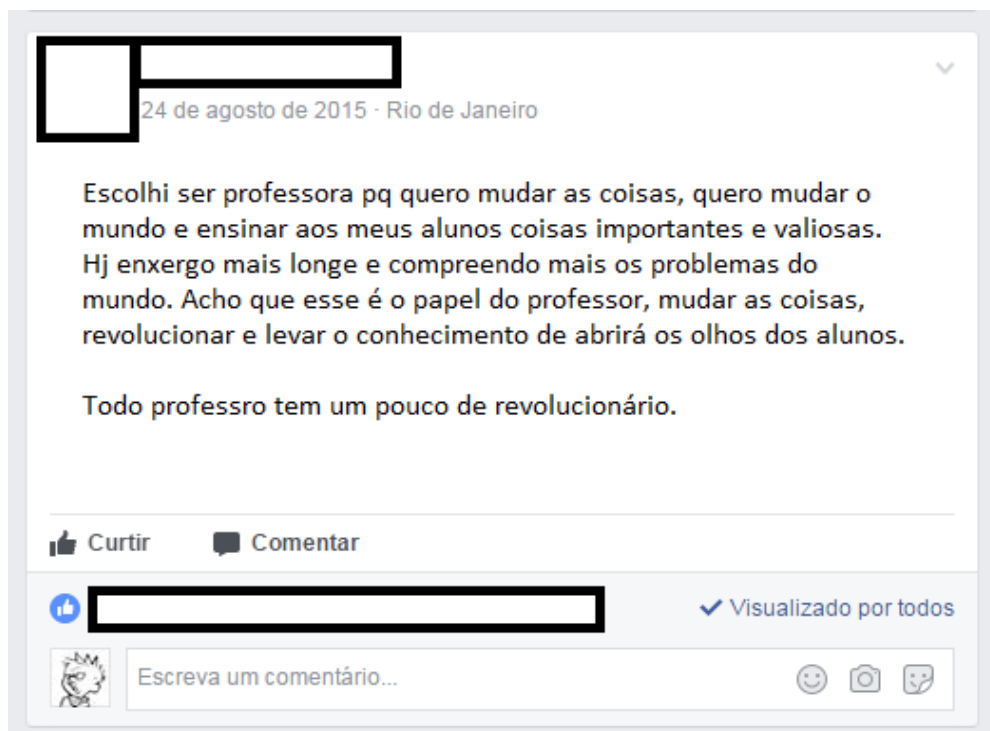 24 de agosto de 2015 · Rio de Janeiro
Escolhi ser professora pq quero mudar as coisas, quero mudar o
mundo e ensinar aos meus alunos coisas importantes e valiosas.
Hj enxergo mais longe e compreendo mais os problemas do
mundo. Acho que esse é o papel do professor, mudar as coisas,
revolucionar e levar o conhecimento de abrirá os olhos dos alunos.
Todo professro tem um pouco de revolucionário.
Curtir Comentar
Visualizado por todos
Escreva um comentário...